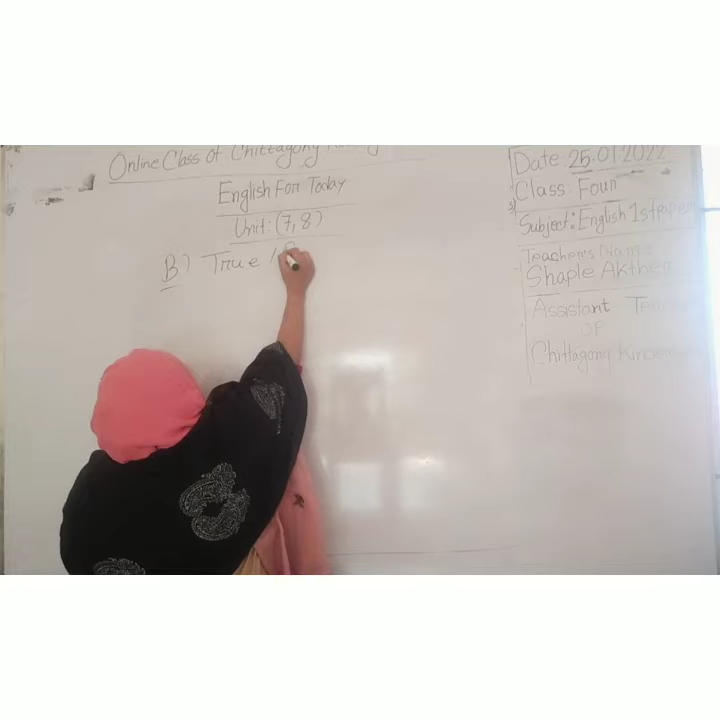 Online Class of Chittagong
English For Today
Unit: (7, 8)
B) True /
Date: 25.01.2022
Class: Four
Subject: English 1st paper
Teacher's Name
Shaple Akther
Assistant
OF
Chittagong